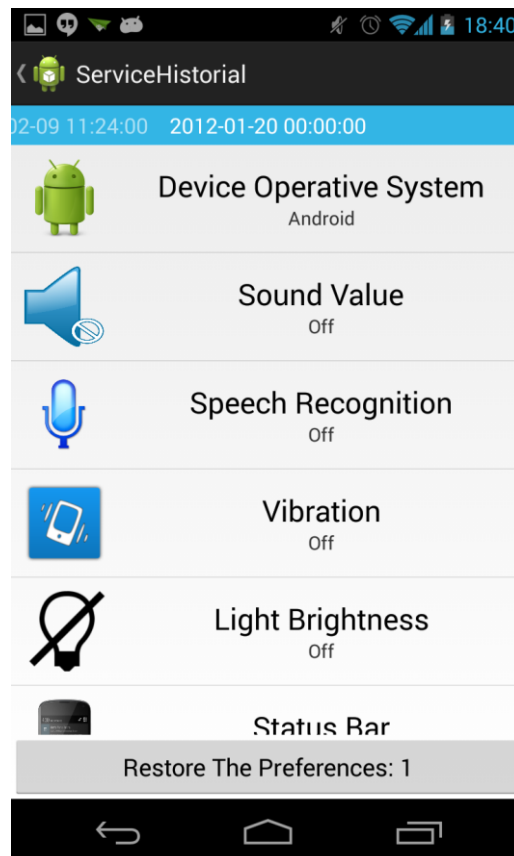 18:40
ServiceHistorial
02-09 11:24:00 2012-01-20 00:00:00
Device Operative System
Android
Sound Value
Off
Speech Recognition
Off
Vibration
Off
Light Brightness
Off
Status Bar
Restore The Preferences: 1